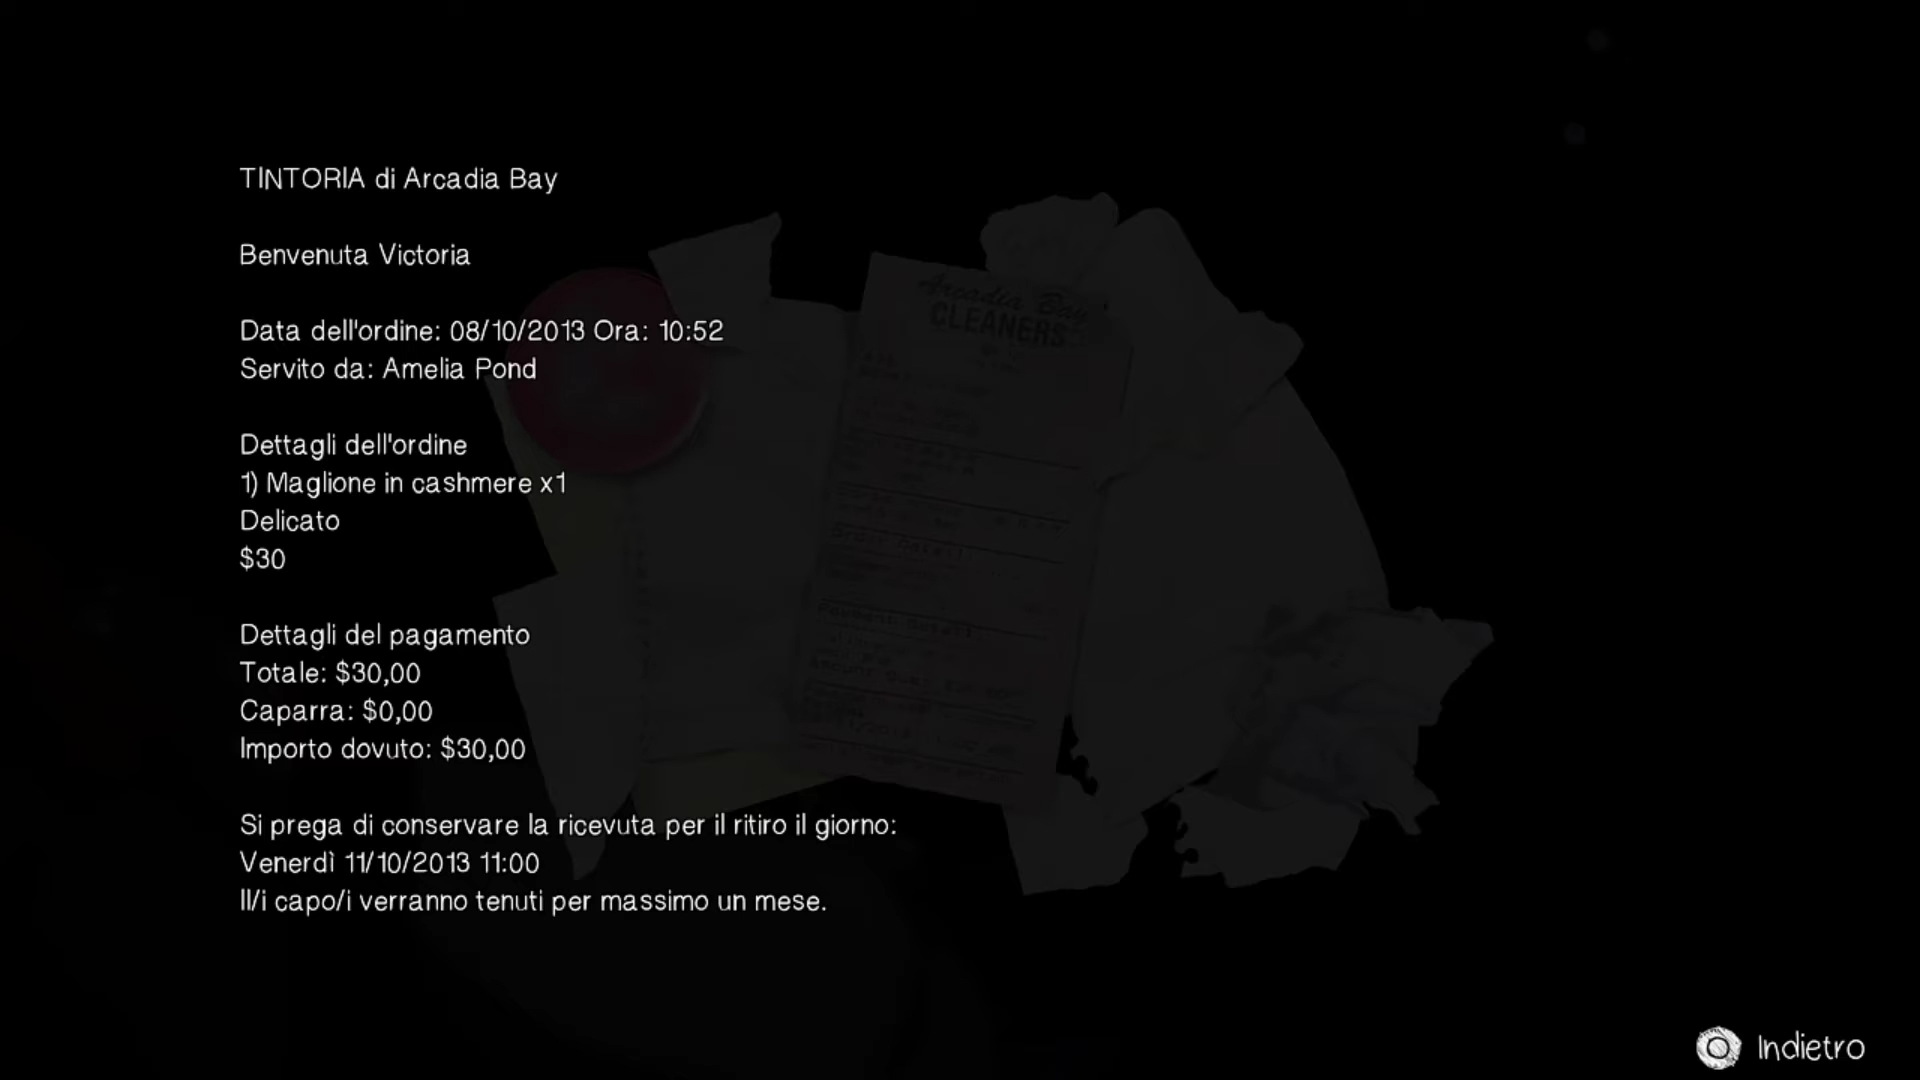 TINTORIA di Arcadia Bay
Benvenuta Victoria
Data dell'ordine: 08/10/2013 Ora: 10:52
Servito da: Amelia Pond
Dettagli dell'ordine
1) Maglione in cashmere x1
Delicato
$30
Dettagli del pagamento
Totale: $30,00
Caparra: $0,00
Importo dovuto: $30,00
Si prega di conservare la ricevuta per il ritiro il giorno:
Venerdì 11/10/2013 11:00
Il/i capo/i verranno tenuti per massimo un mese.
Arcadia Bay
CLEANERS
Indietro